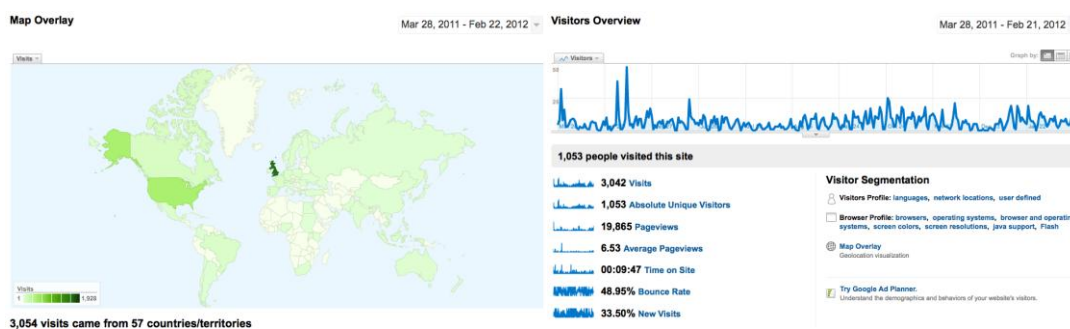 Map Overlay
Mar 28, 2011 - Feb 22, 2012
Visits
Visits
1 1,929
3,054 visits came from 57 countries/territories
Visitors Overview
Mar 28, 2011 - Feb 21, 2012
Graph by:
Visitors
50
25
1,053 people visited this site
3,042 Visits
1,053 Absolute Unique Visitors
19,865 Pageviews
6.53 Average Pageviews
00:09:47 Time on Site
48.95% Bounce Rate
33.50% New Visits
Visitor Segmentation
Visitors Profile: languages, network locations, user defined
Browser Profile: browsers, operating systems, browser and operatin
systems, screen colors, screen resolutions, java support, Flash
Map Overlay
Geolocation visualization
Try Google Ad Planner.
Understand the demographics and behaviors of your website's visitors.